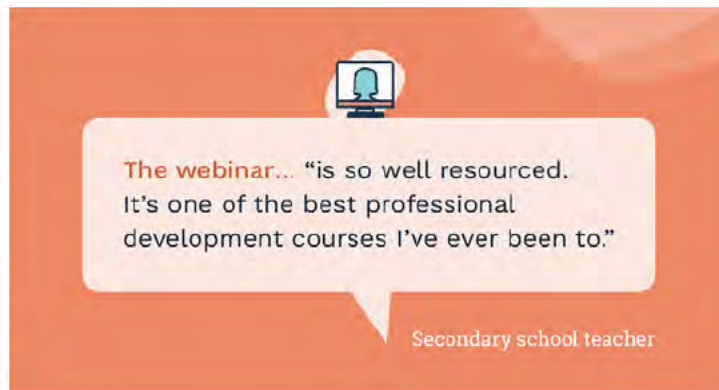 The webinar... “is so well resourced.
It’s one of the best professional
development courses I’ve ever been to.”
Secondary school teacher